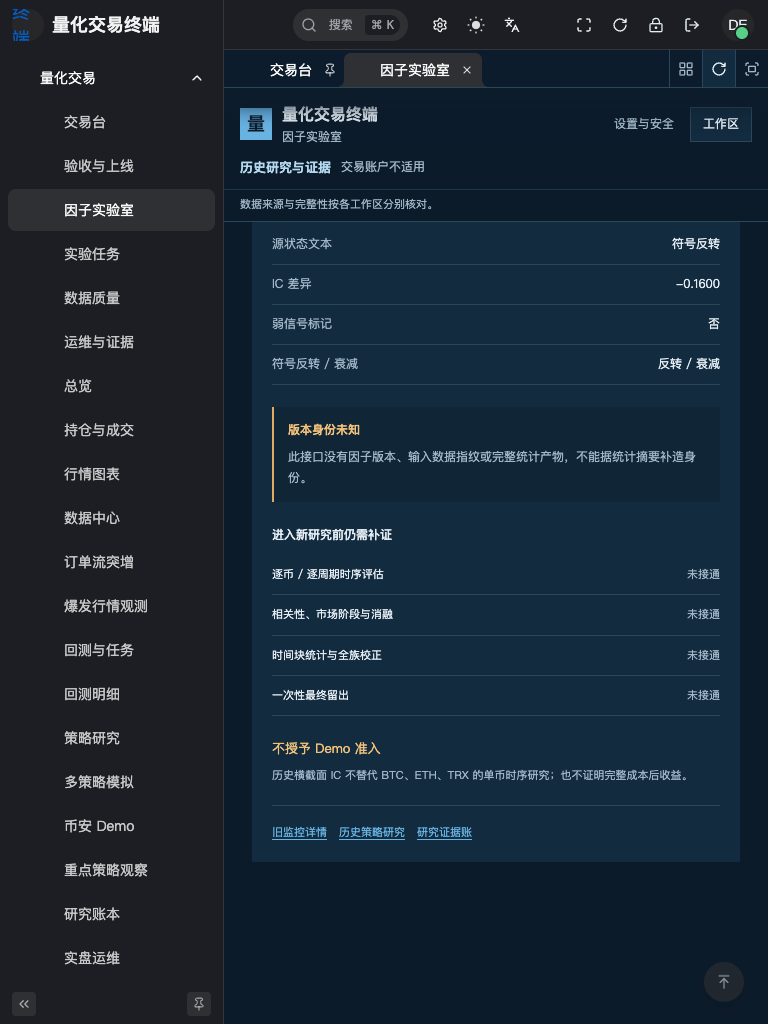 终端
量化交易终端
搜索
⌘ K
DE
量化交易
交易台
验收与上线
因子实验室
实验任务
数据质量
运维与证据
总览
持仓与成交
行情图表
数据中心
订单流突增
爆发行情观测
回测与任务
回测明细
策略研究
多策略模拟
币安 Demo
重点策略观察
研究账本
实盘运维
交易台
因子实验室
量
量化交易终端
因子实验室
设置与安全
工作区
历史研究与证据 交易账户不适用
数据来源与完整性按各工作区分别核对。
源状态文本 符号反转
IC 差异 −0.1600
弱信号标记 否
符号反转 / 衰减 反转 / 衰减
版本身份未知
此接口没有因子版本、输入数据指纹或完整统计产物，不能据统计摘要补造身
份。
进入新研究前仍需补证
逐币 / 逐周期时序评估 未接通
相关性、市场阶段与消融 未接通
时间块统计与全族校正 未接通
一次性最终留出 未接通
不授予 Demo 准入
历史横截面 IC 不替代 BTC、ETH、TRX 的单币时序研究；也不证明完整成本后收益。
旧监控详情 历史策略研究 研究证据账